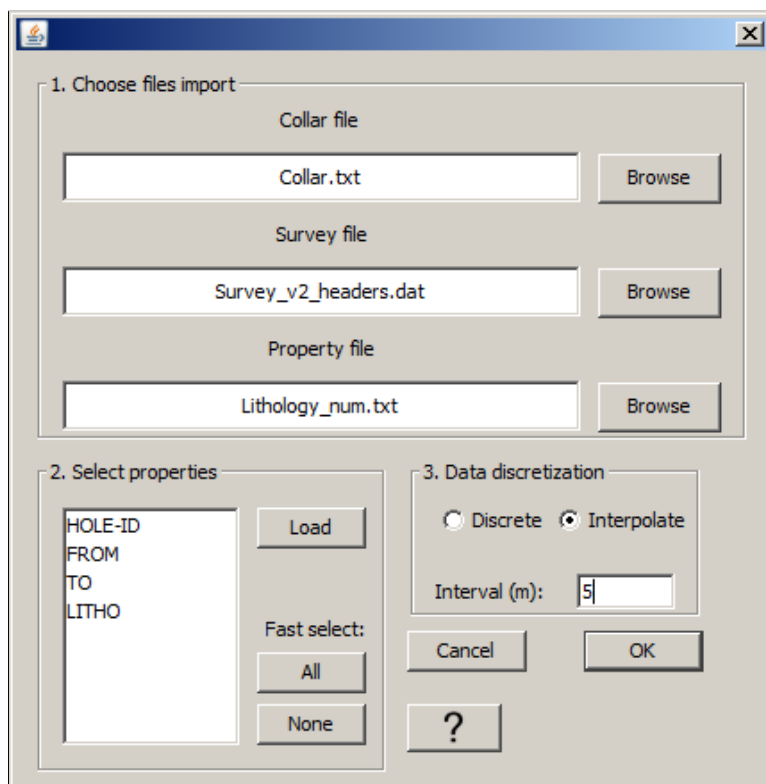 1. Choose files import
Collar file
Collar.txt
Browse
Survey file
Survey_v2_headers.dat
Browse
Property file
Lithology_num.txt
Browse
2. Select properties
HOLE-ID
FROM
TO
LITHO
Load
Fast select:
All
None
3. Data discretization
Discrete
Interpolate
Interval (m):
5
Cancel
OK
?